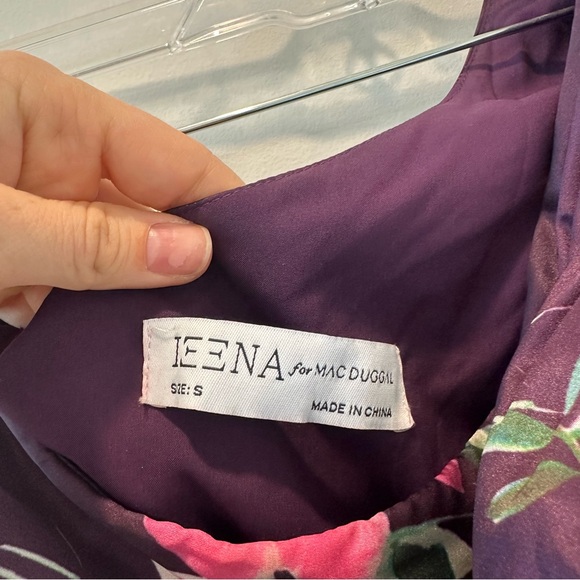 IEENA for MAC DUGGAL
SIZE: S
MADE IN CHINA